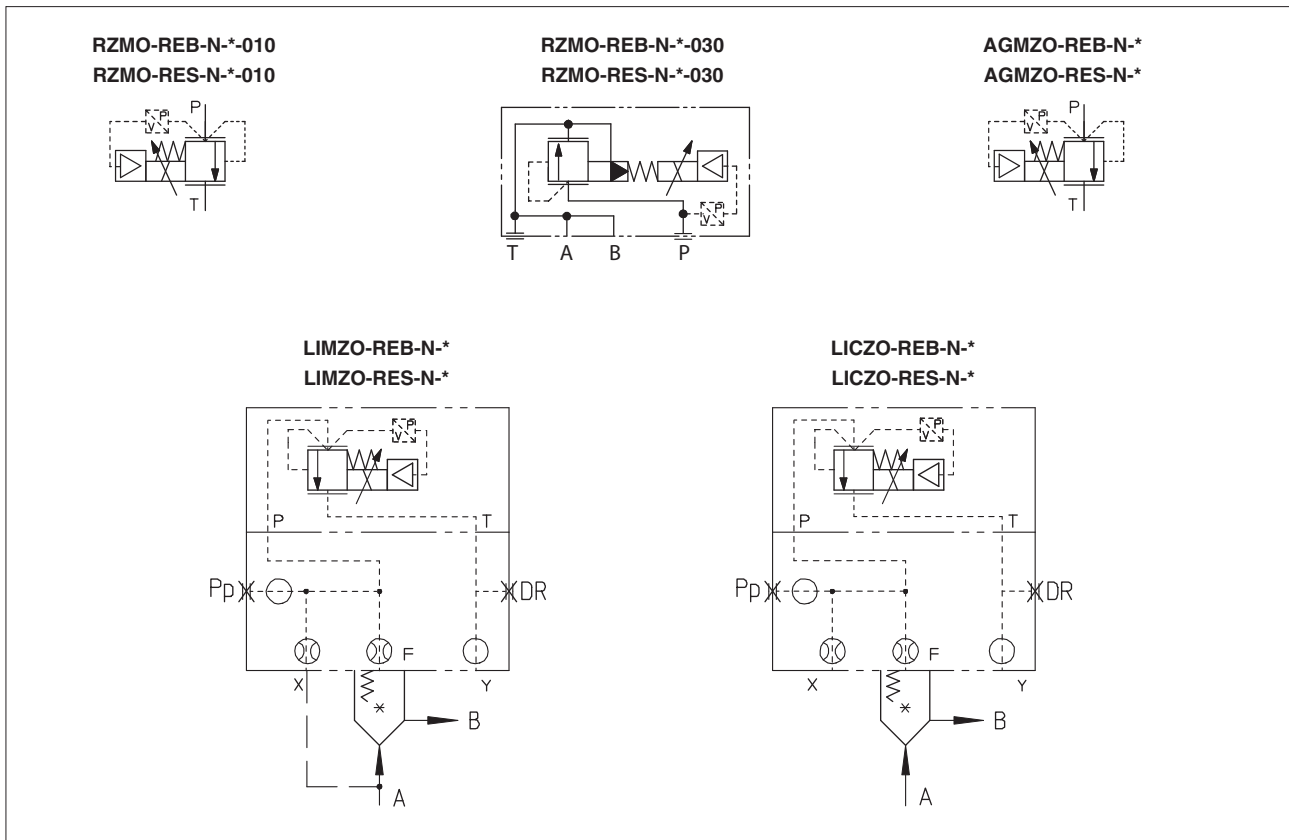 RZMO-REB-N-*-010
RZMO-RES-N-*-010
RZMO-REB-N-*-030
RZMO-RES-N-*-030
AGMZO-REB-N-*
AGMZO-RES-N-*
P
V P
T
V P
T A B P
P
V P
T
LIMZO-REB-N-*
LIMZO-RES-N-*
V P
P T
Pp DR
F
X Y
*
B
A
LICZO-REB-N-*
LICZO-RES-N-*
V P
P T
Pp DR
F
X Y
*
B
A